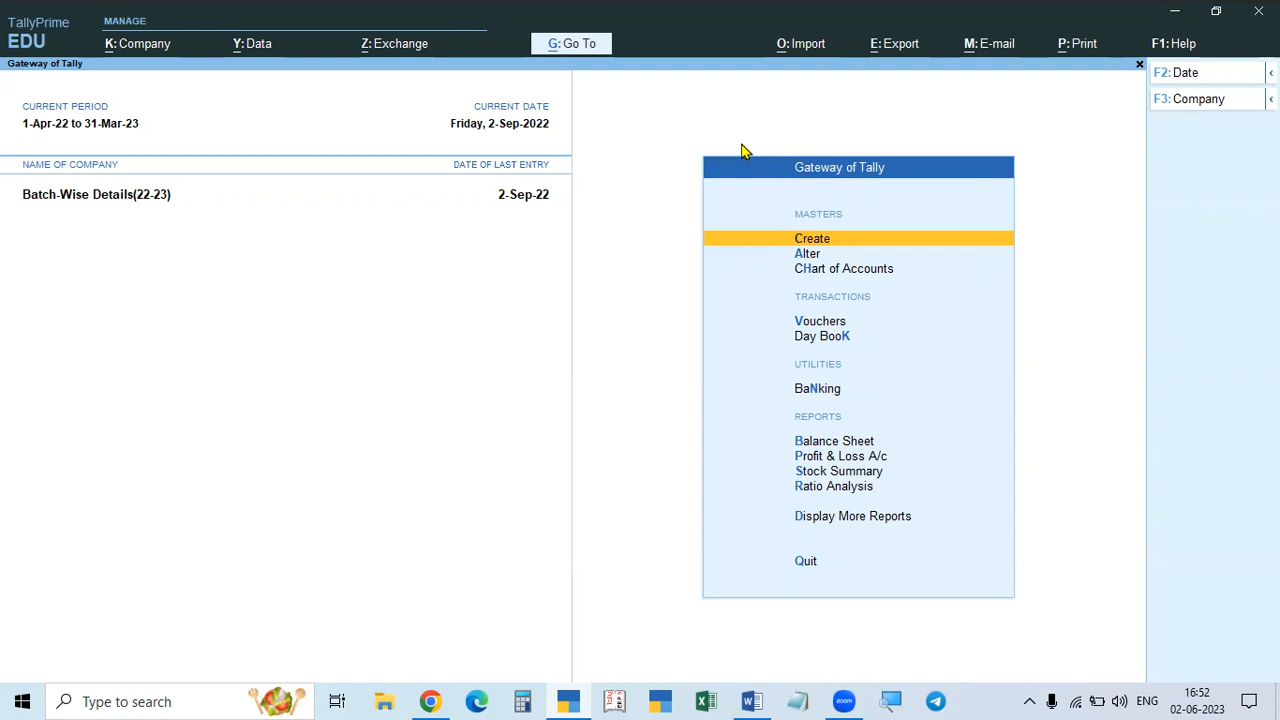 TallyPrime
EDU
MANAGE
K: Company
Y: Data
Z: Exchange
G: Go To
O: Import
E: Export
M: E-mail
P: Print
F1: Help
Gateway of Tally
F2: Date
F3: Company
CURRENT PERIOD
CURRENT DATE
1-Apr-22 to 31-Mar-23
Friday, 2-Sep-2022
NAME OF COMPANY
DATE OF LAST ENTRY
Batch-Wise Details(22-23)
2-Sep-22
Gateway of Tally
MASTERS
Create
Alter
CHart of Accounts
TRANSACTIONS
Vouchers
Day BooK
UTILITIES
BaNking
REPORTS
Balance Sheet
Profit & Loss A/c
Stock Summary
Ratio Analysis
Display More Reports
Quit
Type to search
zoom
ENG
16:52
02-06-2023